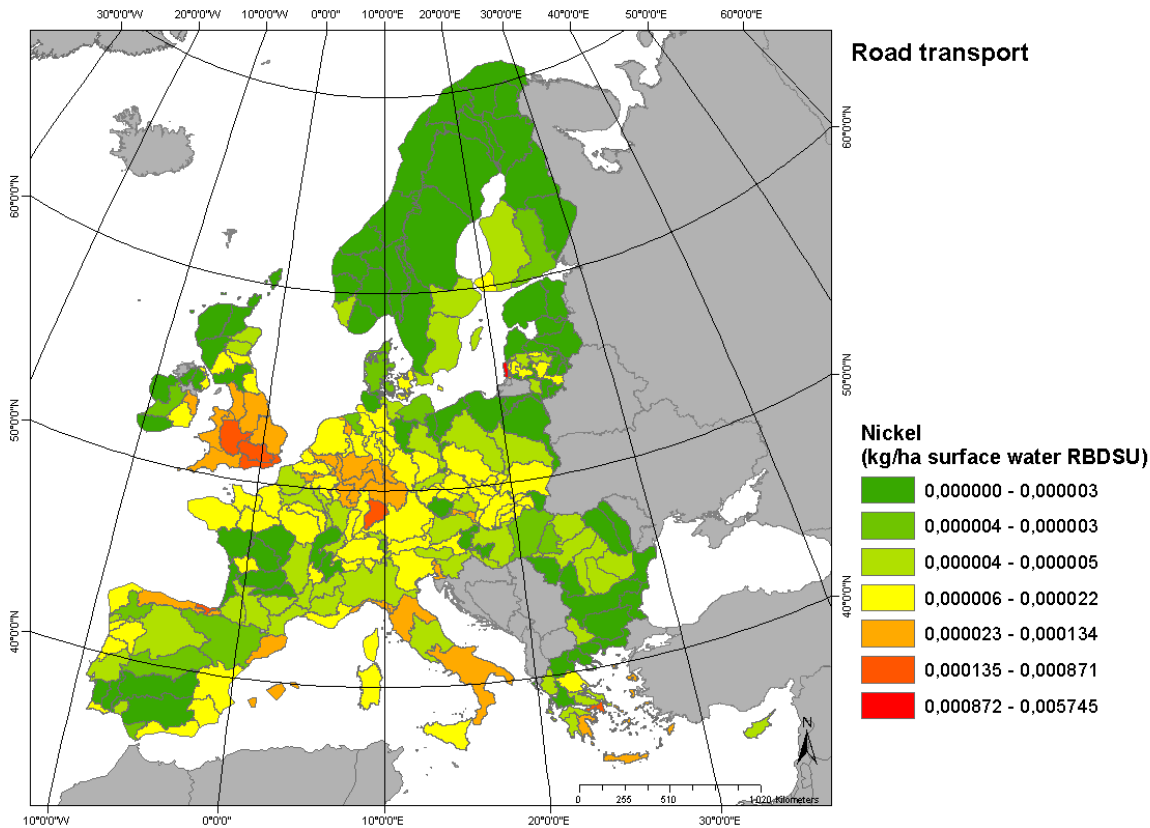 30°0'0"W 20°0'0"W 10°0'0"W 0°0'0" 10°0'0"E 20°0'0"E 30°0'0"E 40°0'0"E 50°0'0"E 60°0'0"E
Road transport
60°0'0"N
60°0'0"N
50°0'0"N
50°0'0"N
40°0'0"N
40°0'0"N
Nickel
(kg/ha surface water RBDSU)
0,000000 - 0,000003
0,000004 - 0,000003
0,000004 - 0,000005
0,000006 - 0,000022
0,000023 - 0,000134
0,000135 - 0,000871
0,000872 - 0,005745
N
0 255 510 1 020 Kilometers
10°0'0"W 0°0'0" 10°0'0"E 20°0'0"E 30°0'0"E